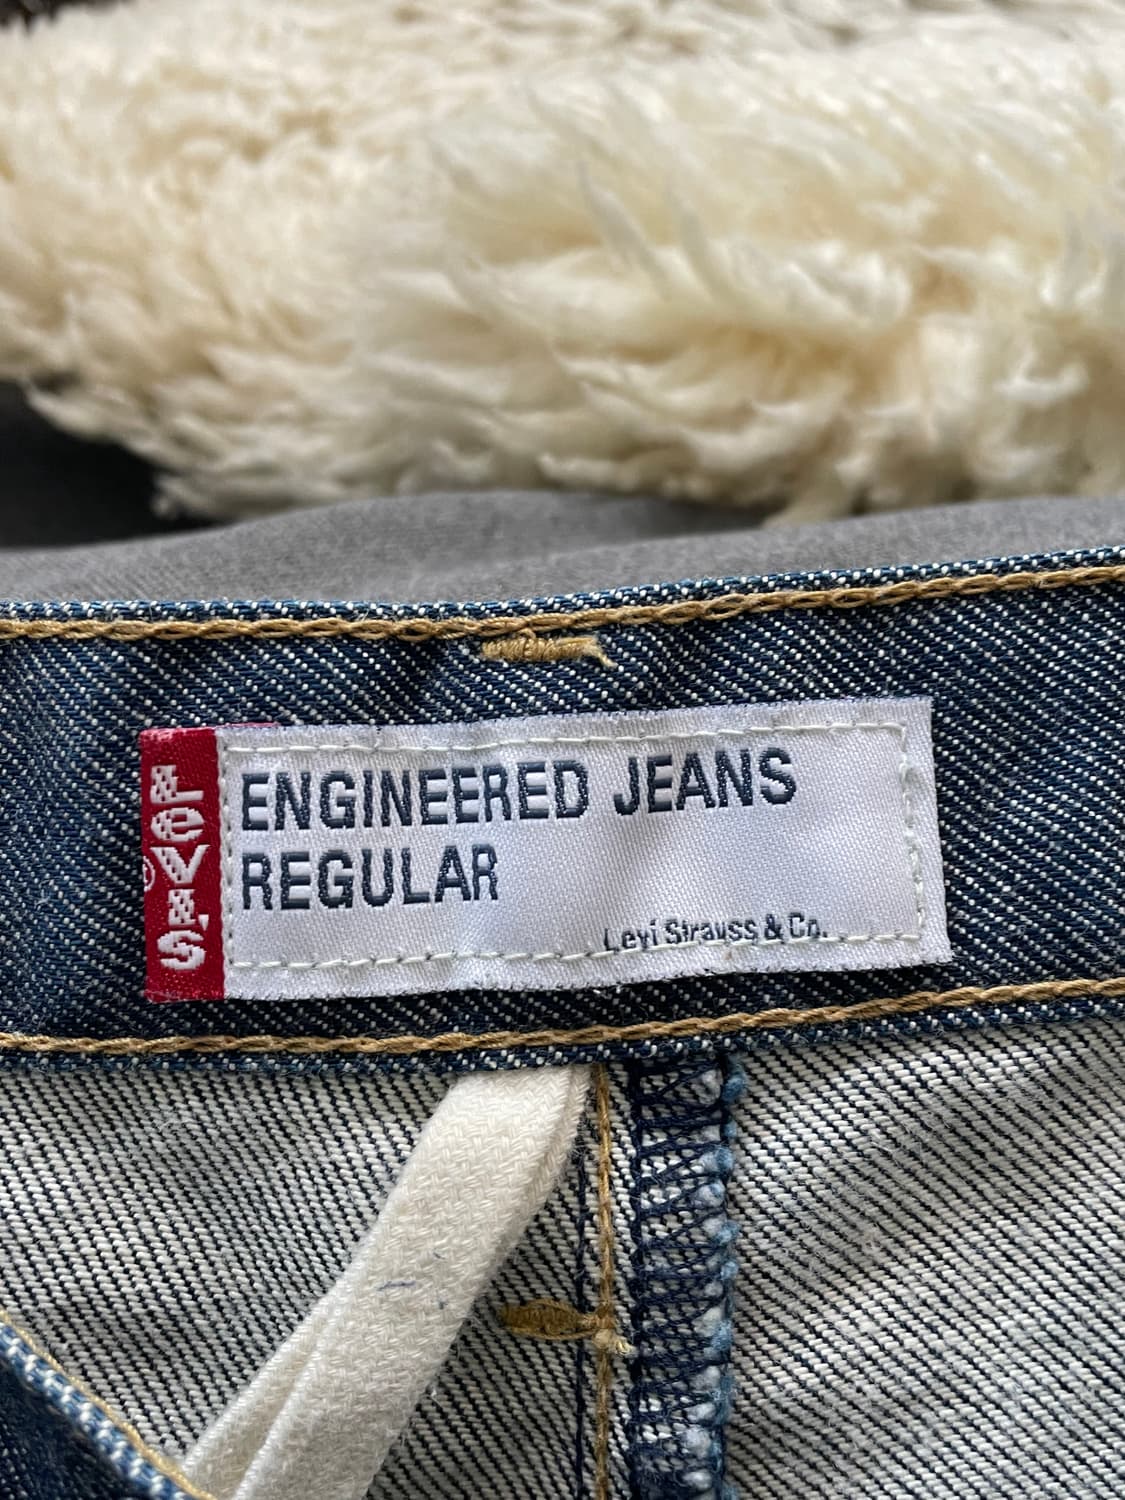 LEVI'S®
ENGINEERED JEANS
REGULAR
Levi Strauss & Co.